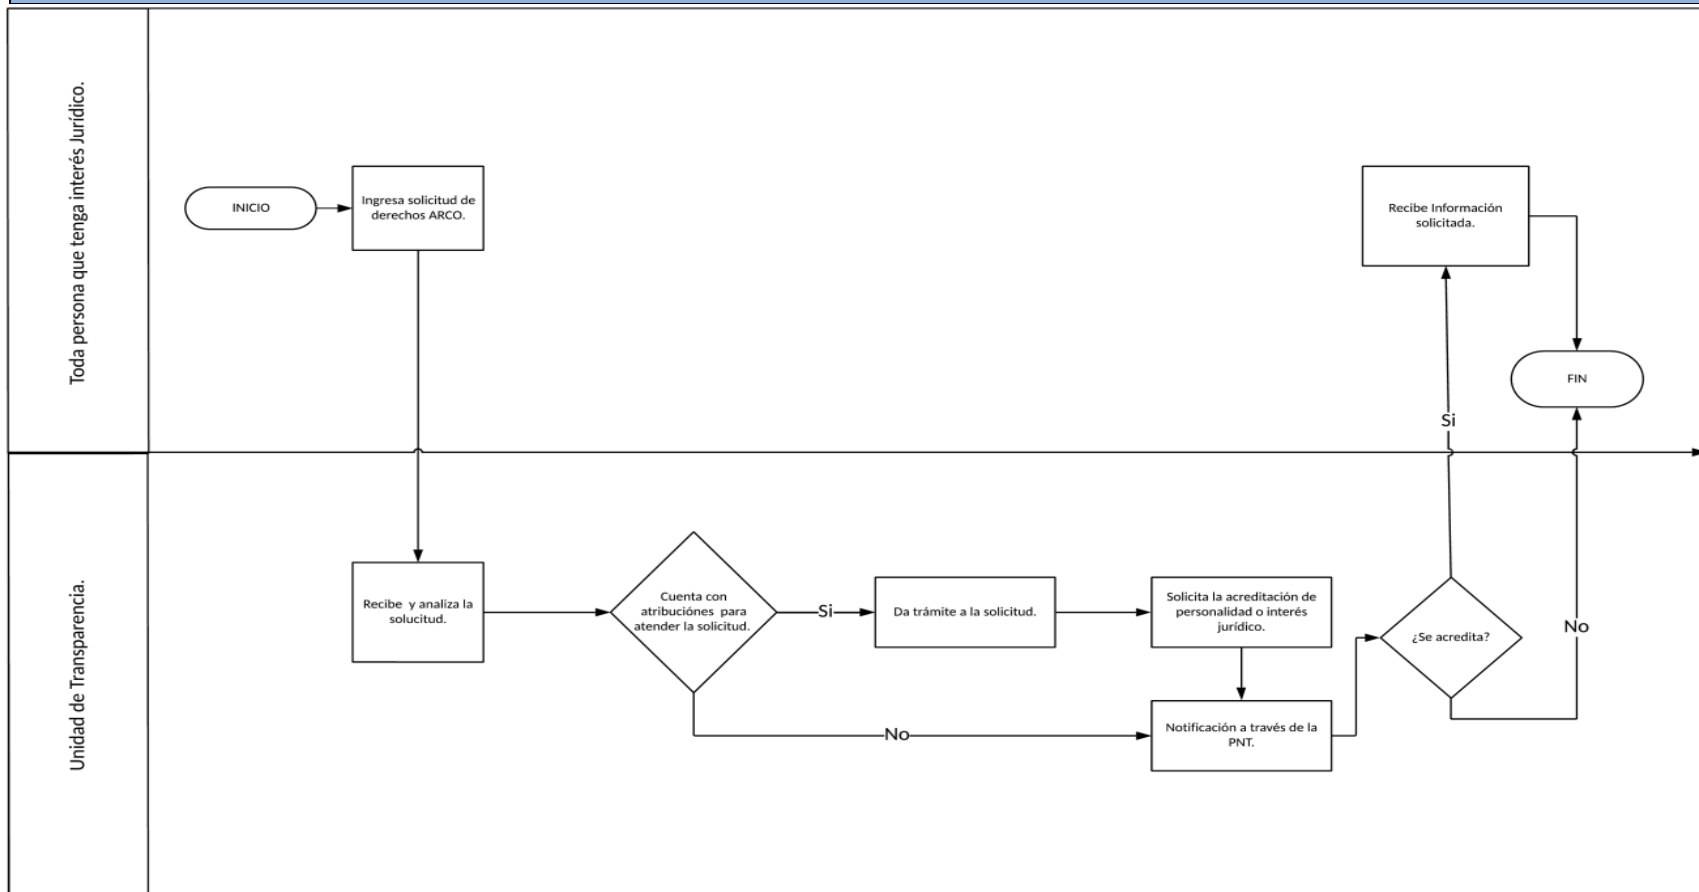 Toda persona que tenga interés Jurídico.
INICIO
Ingresa solicitud de
derechos ARCO.
Recibe Información
solicitada.
FIN
Si
Unidad de Transparencia.
Recibe y analiza la
solucitud.
Cuenta con
atribuciónes para
atender la solicitud.
Si
Da trámite a la solicitud.
Solicita la acreditación de
personalidad o interés
jurídico.
¿Se acredita?
No
No
Notificación a través de la
PNT.